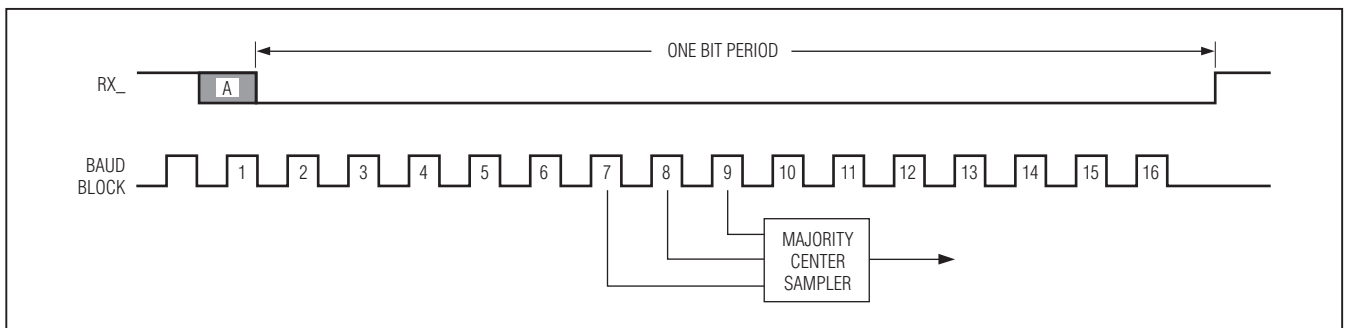 ONE BIT PERIOD
RX_
A
BAUD
BLOCK
1 2 3 4 5 6 7 8 9 10 11 12 13 14 15 16
MAJORITY
CENTER
SAMPLER